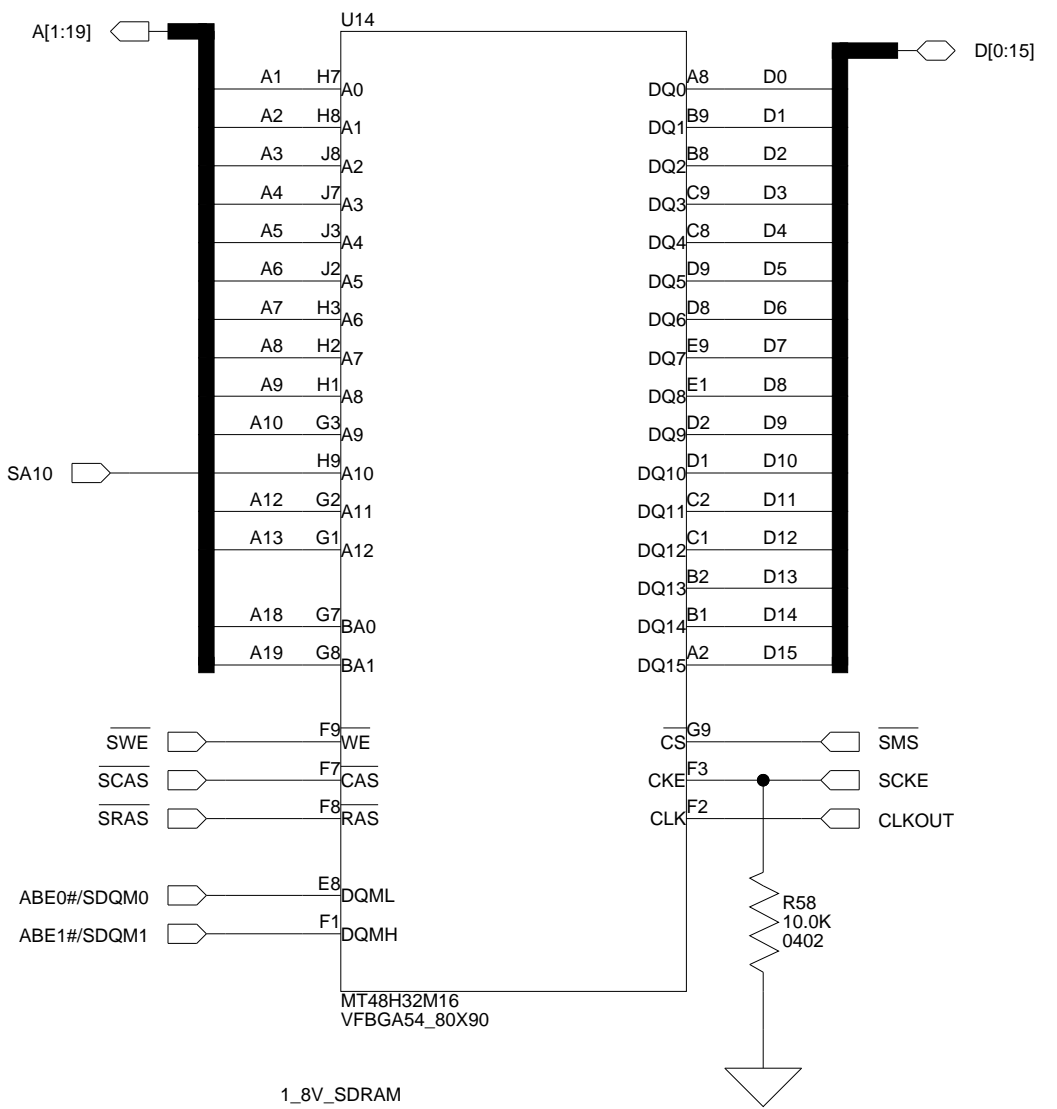 U14
A[1:19] D[0:15]
A1 H7 A0 DQ0 A8 D0
A2 H8 A1 DQ1 B9 D1
A3 J8 A2 DQ2 B8 D2
A4 J7 A3 DQ3 C9 D3
A5 J3 A4 DQ4 C8 D4
A6 J2 A5 DQ5 D9 D5
A7 H3 A6 DQ6 D8 D6
A8 H2 A7 DQ7 E9 D7
A9 H1 A8 DQ8 E1 D8
A10 G3 A9 DQ9 D2 D9
SA10 H9 A10 DQ10 D1 D10
A12 G2 A11 DQ11 C2 D11
A13 G1 A12 DQ12 C1 D12
DQ13 B2 D13
A18 G7 BA0 DQ14 B1 D14
A19 G8 BA1 DQ15 A2 D15
SWE F9 WE CS G9 SMS
SCAS F7 CAS CKE F3 SCKE
SRAS F8 RAS CLK F2 CLKOUT
ABE0#/SDQM0 E8 DQML
ABE1#/SDQM1 F1 DQMH
R58
10.0K
0402
MT48H32M16
VFBGA54_80X90
1_8V_SDRAM